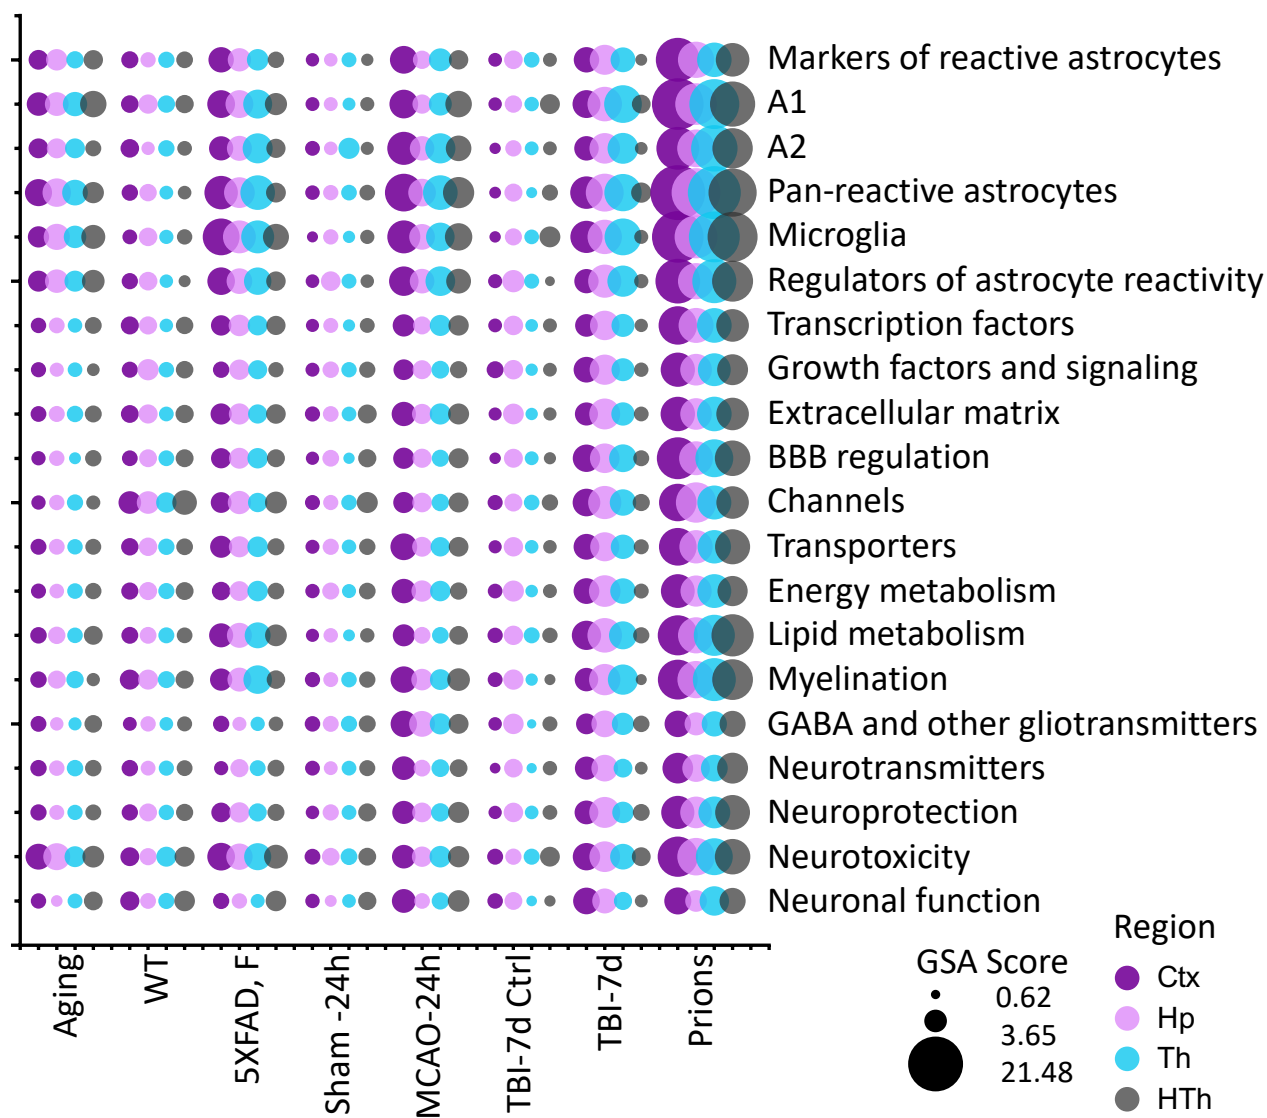 Markers of reactive astrocytes
A1
A2
Pan-reactive astrocytes
Microglia
Regulators of astrocyte reactivity
Transcription factors
Growth factors and signaling
Extracellular matrix
BBB regulation
Channels
Transporters
Energy metabolism
Lipid metabolism
Myelination
GABA and other gliotransmitters
Neurotransmitters
Neuroprotection
Neurotoxicity
Neuronal function
Aging
WT
5XFAD, F
Sham -24h
MCAO-24h
TBI-7d Ctrl
TBI-7d
Prions
GSA Score
0.62
3.65
21.48
Region
Ctx
Hp
Th
HTh